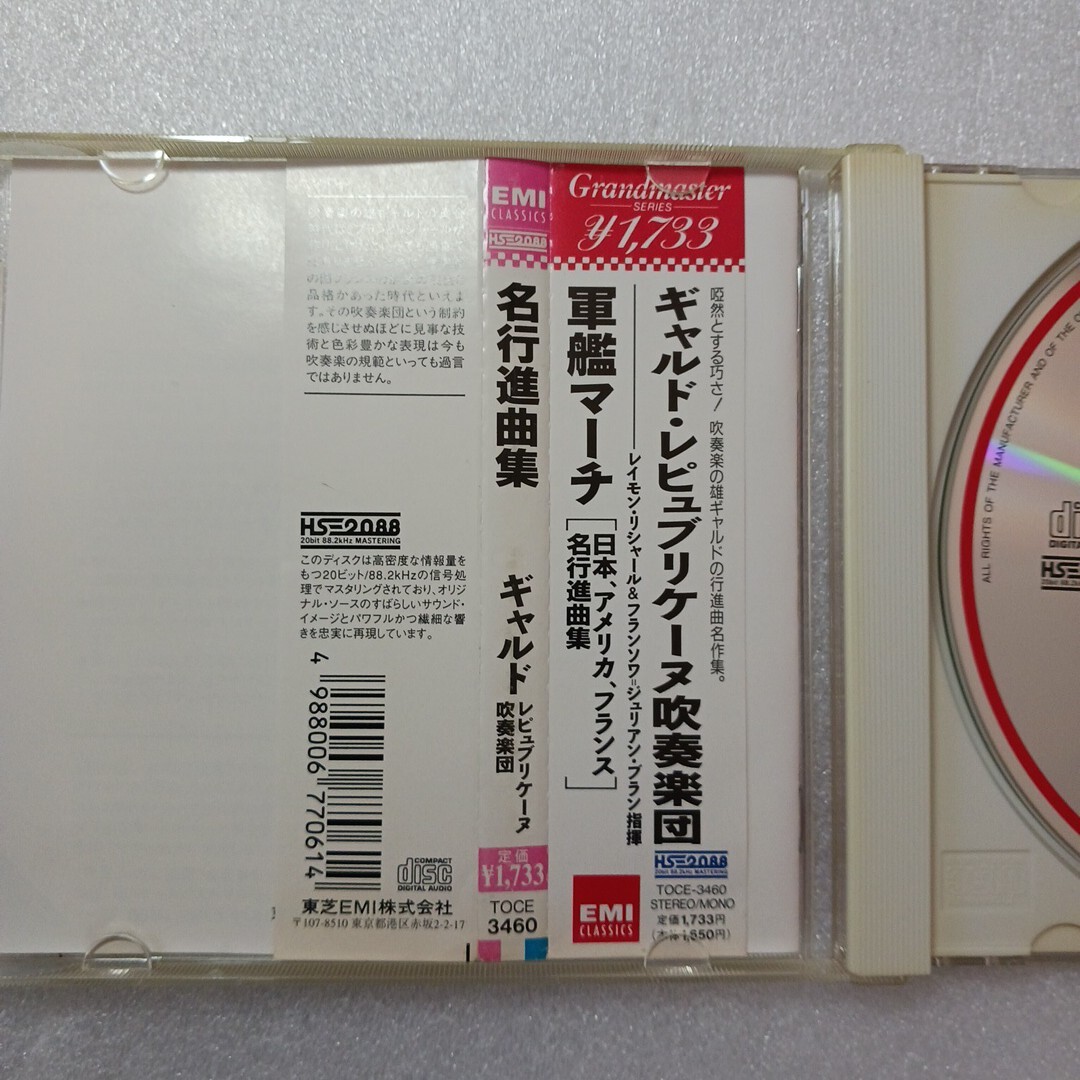 品格があった時代といえま
す。その吹奏楽団という制約
を感じさせぬほどに見事な技
術と色彩豊かな表現は今も
吹奏楽の規範といっても過言
ではありません。
HS2088
20bit 88.2kHz MASTERING
このディスクは高密度な情報量を
もつ20ビット/88.2kHzの信号処
理でマスタリングされており、オリジ
ナル・ソースのすばらしいサウンド・
イメージとパワフルかつ繊細な響
きを忠実に再現しています。
4 988006 770614
COMPACT
disc
DIGITAL AUDIO
東芝EMI株式会社
〒107-8510 東京都港区赤坂2-2-17
EMI
CLASSICS
HS2088
名行進曲集
ギャルド
レピュブリケーヌ
吹奏楽団
定価
¥1,733
TOCE
3460
Grandmaster
SERIES
¥1,733
啞然とする巧さ! 吹奏楽の雄ギャルドの行進曲名作集。
ギャルド・レピュブリケーヌ吹奏楽団
レイモン・リシャール&フランソワ=ジュリアン・ブラン指揮
軍艦マーチ
[日本、アメリカ、フランス
名行進曲集]
EMI
CLASSICS
HS2088
20bit 88.2kHz MASTERING
TOCE-3460
STEREO/MONO
定価1,733円
(本体1,550円)
ALL RIGHTS OF THE MANUFACTURER AND OF THE